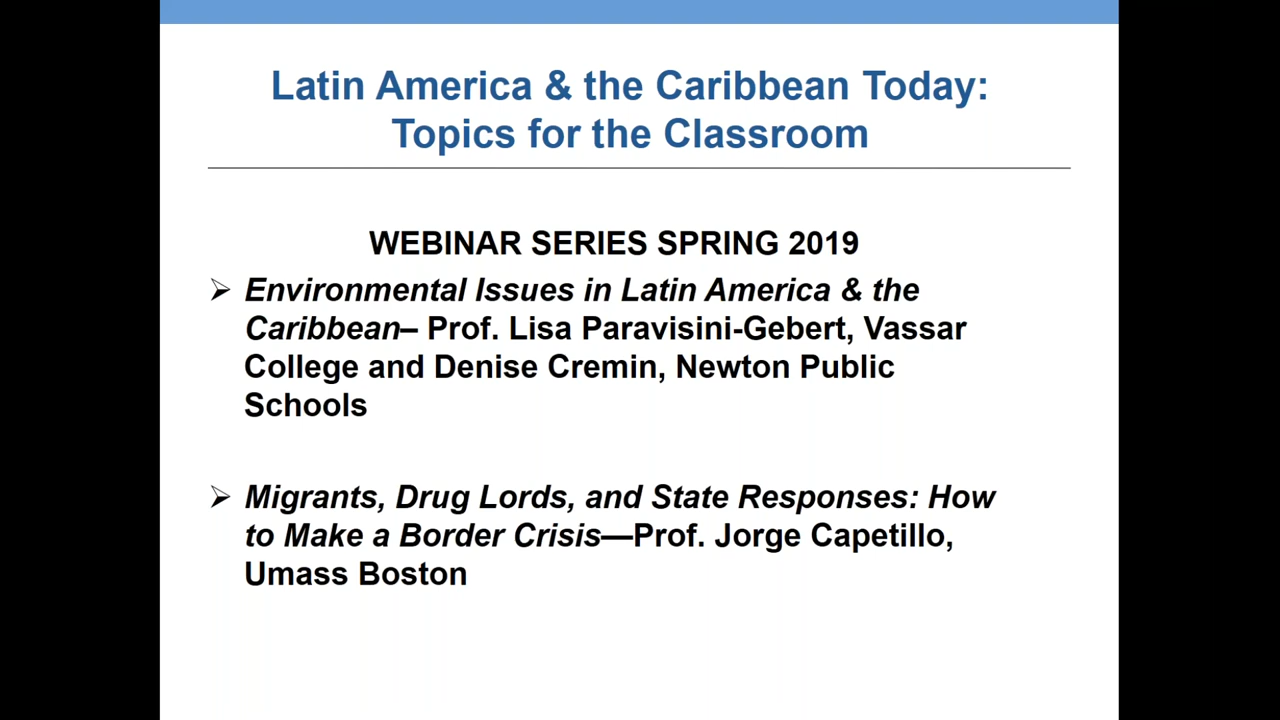 Latin America & the Caribbean Today:
Topics for the Classroom
WEBINAR SERIES SPRING 2019
➢ Environmental Issues in Latin America & the
Caribbean– Prof. Lisa Paravisini-Gebert, Vassar
College and Denise Cremin, Newton Public
Schools
➢ Migrants, Drug Lords, and State Responses: How
to Make a Border Crisis—Prof. Jorge Capetillo,
Umass Boston